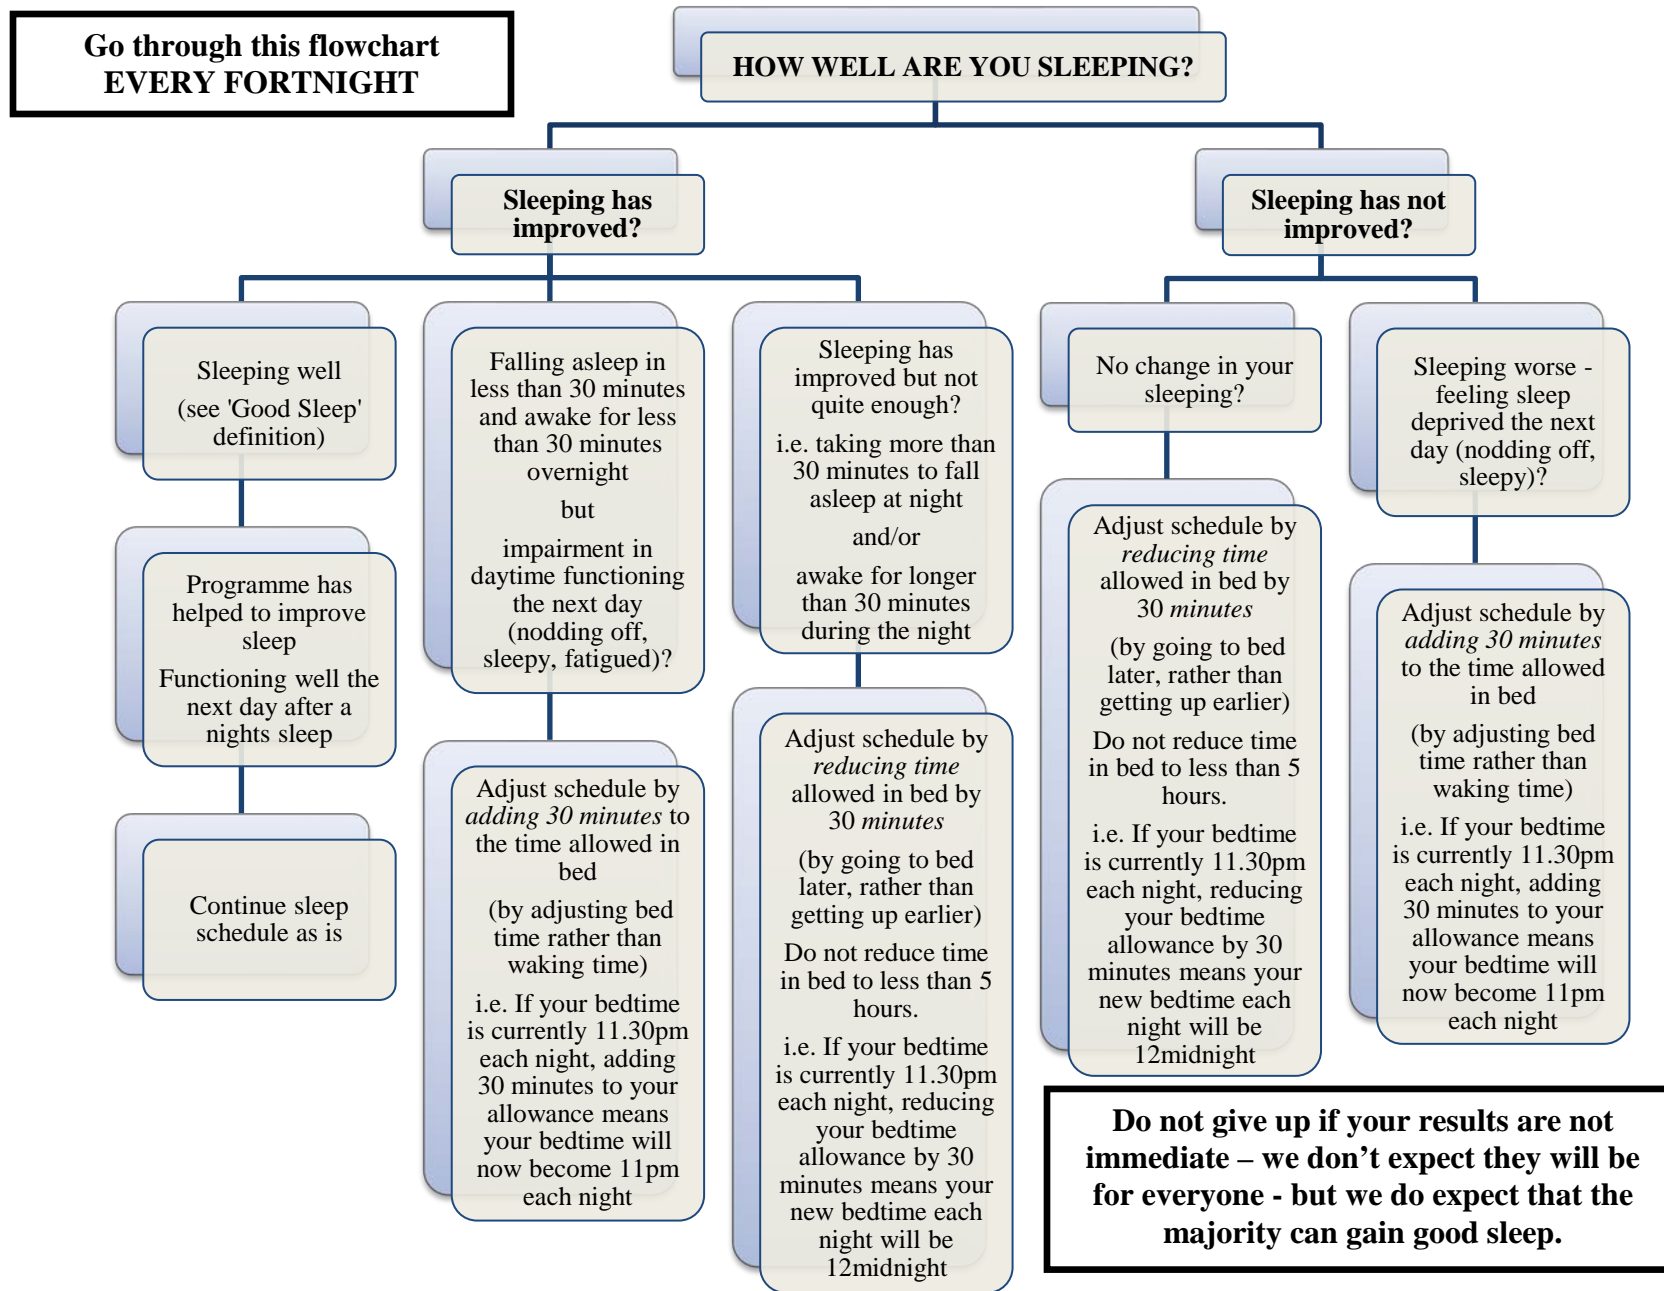 Go through this flowchart
EVERY FORTNIGHT
HOW WELL ARE YOU SLEEPING?
Sleeping has
improved?
Sleeping has not
improved?
Sleeping well
(see 'Good Sleep'
definition)
Programme has
helped to improve
sleep
Functioning well the
next day after a
nights sleep
Continue sleep
schedule as is
Falling asleep in
less than 30 minutes
and awake for less
than 30 minutes
overnight
but
impairment in
daytime functioning
the next day
(nodding off,
sleepy, fatigued)?
Adjust schedule by
adding 30 minutes to
the time allowed in
bed
(by adjusting bed
time rather than
waking time)
i.e. If your bedtime
is currently 11.30pm
each night, adding
30 minutes to your
allowance means
your bedtime will
now become 11pm
each night
Sleeping has
improved but not
quite enough?
i.e. taking more than
30 minutes to fall
asleep at night
and/or
awake for longer
than 30 minutes
during the night
Adjust schedule by
reducing time
allowed in bed by
30 minutes
(by going to bed
later, rather than
getting up earlier)
Do not reduce time
in bed to less than 5
hours.
i.e. If your bedtime
is currently 11.30pm
each night, reducing
your bedtime
allowance by 30
minutes means your
new bedtime each
night will be
12midnight
No change in your
sleeping?
Adjust schedule by
reducing time
allowed in bed by
30 minutes
(by going to bed
later, rather than
getting up earlier)
Do not reduce time
in bed to less than 5
hours.
i.e. If your bedtime
is currently 11.30pm
each night, reducing
your bedtime
allowance by 30
minutes means your
new bedtime each
night will be
12midnight
Sleeping worse -
feeling sleep
deprived the next
day (nodding off,
sleepy)?
Adjust schedule by
adding 30 minutes
to the time allowed
in bed
(by adjusting bed
time rather than
waking time)
i.e. If your bedtime
is currently 11.30pm
each night, adding
30 minutes to your
allowance means
your bedtime will
now become 11pm
each night
Do not give up if your results are not
immediate – we don’t expect they will be
for everyone - but we do expect that the
majority can gain good sleep.